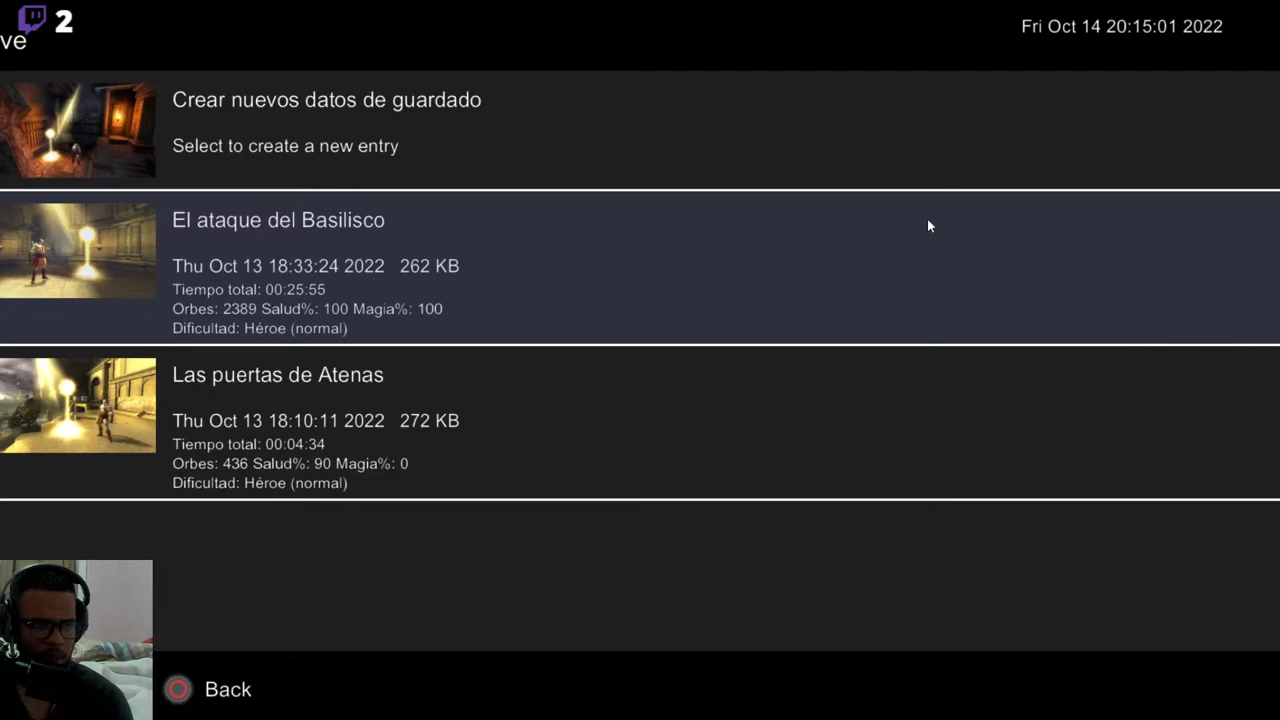 2
ve
Fri Oct 14 20:15:01 2022
Crear nuevos datos de guardado
Select to create a new entry
El ataque del Basilisco
Thu Oct 13 18:33:24 2022 262 KB
Tiempo total: 00:25:55
Orbes: 2389 Salud%: 100 Magia%: 100
Dificultad: Héroe (normal)
Las puertas de Atenas
Thu Oct 13 18:10:11 2022 272 KB
Tiempo total: 00:04:34
Orbes: 436 Salud%: 90 Magia%: 0
Dificultad: Héroe (normal)
Back